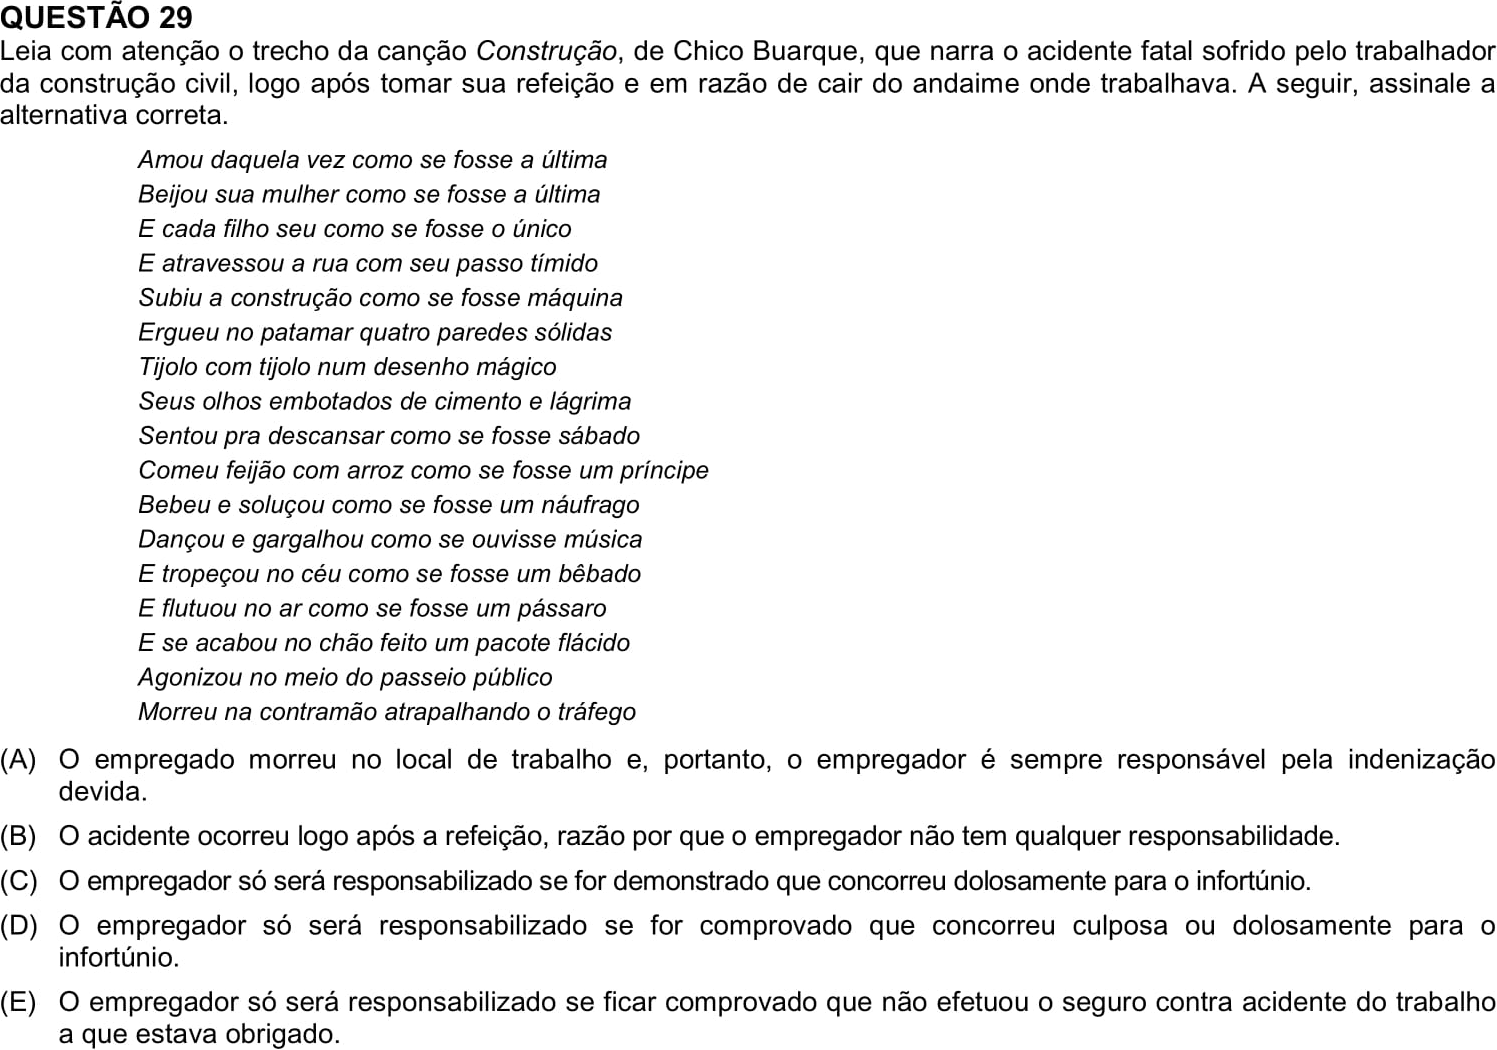 QUESTÃO 29
Leia com atenção o trecho da canção Construção, de Chico Buarque, que narra o acidente fatal sofrido pelo trabalhador
da construção civil, logo após tomar sua refeição e em razão de cair do andaime onde trabalhava. A seguir, assinale a
alternativa correta.
Amou daquela vez como se fosse a última
Beijou sua mulher como se fosse a última
E cada filho seu como se fosse o único
E atravessou a rua com seu passo tímido
Subiu a construção como se fosse máquina
Ergueu no patamar quatro paredes sólidas
Tijolo com tijolo num desenho mágico
Seus olhos embotados de cimento e lágrima
Sentou pra descansar como se fosse sábado
Comeu feijão com arroz como se fosse um príncipe
Bebeu e soluçou como se fosse um náufrago
Dançou e gargalhou como se ouvisse música
E tropeçou no céu como se fosse um bêbado
E flutuou no ar como se fosse um pássaro
E se acabou no chão feito um pacote flácido
Agonizou no meio do passeio público
Morreu na contramão atrapalhando o tráfego
(A) O empregado morreu no local de trabalho e, portanto, o empregador é sempre responsável pela indenização
devida.
(B) O acidente ocorreu logo após a refeição, razão por que o empregador não tem qualquer responsabilidade.
(C) O empregador só será responsabilizado se for demonstrado que concorreu dolosamente para o infortúnio.
(D) O empregador só será responsabilizado se for comprovado que concorreu culposa ou dolosamente para o
infortúnio.
(E) O empregador só será responsabilizado se ficar comprovado que não efetuou o seguro contra acidente do trabalho
a que estava obrigado.